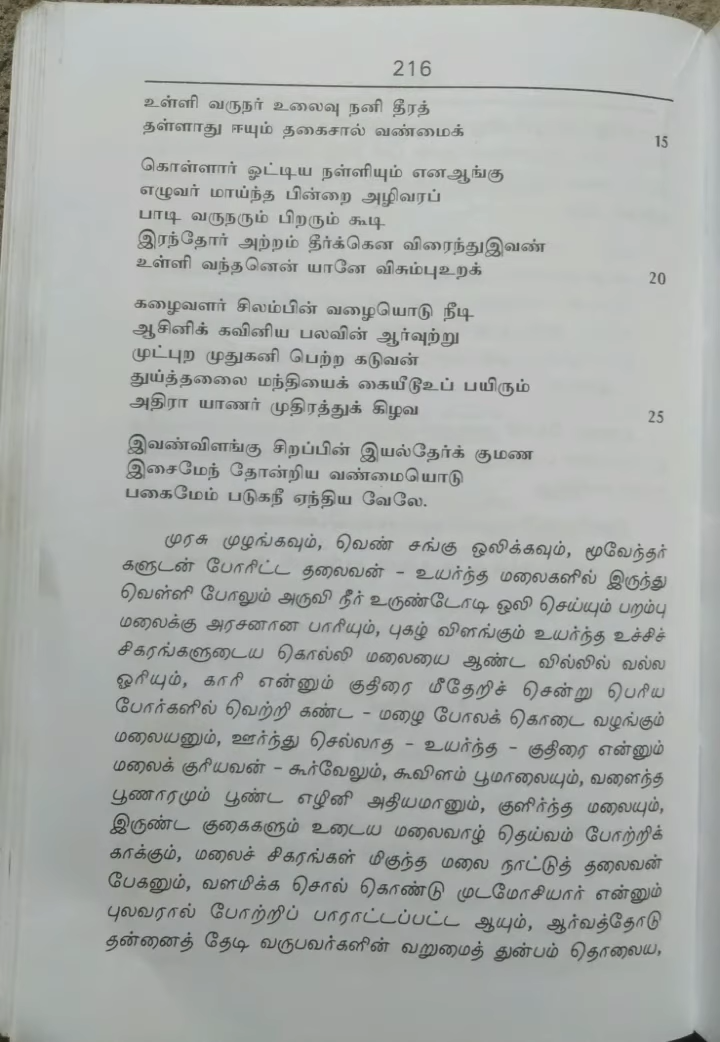 216
உள்ளி வருநர் உலைவு நனி தீரத்
தள்ளாது ஈயும் தகைசால் வண்மைக் 15
கொள்ளார் ஓட்டிய நள்ளியும் எனஆங்கு
எழுவர் மாய்ந்த பின்றை அழிவரப்
பாடி வருநரும் பிறரும் கூடி
இரந்தோர் அற்றம் தீர்க்கென விரைந்துஇவண்
உள்ளி வந்தனென் யானே விசும்புஉறக் 20
கழைவளர் சிலம்பின் வழையொடு நீடி
ஆசினிக் கவினிய பலவின் ஆர்வுற்று
முட்புற முதுகனி பெற்ற கடுவன்
துய்த்தலை மந்தியைக் கையிடூஉப் பயிரும்
அதிரா யாணர் முதிரத்துக் கிழவ 25
இவண்விளங்கு சிறப்பின் இயல்தேர்க் குமண
இசைமேந் தோன்றிய வண்மையொடு
பகைமேம் படுகநீ ஏந்திய வேலே.
முரசு முழங்கவும், வெண் சங்கு ஒலிக்கவும், மூவேந்தர்
களுடன் போரிட்ட தலைவன் - உயர்ந்த மலைகளில் இருந்து
வெள்ளி போலும் அருவி நீர் உருண்டோடி ஒலி செய்யும் பறம்பு
மலைக்கு அரசனான பாரியும், புகழ் விளங்கும் உயர்ந்த உச்சிச்
சிகரங்களுடைய கொல்லி மலையை ஆண்ட வில்லில் வல்ல
ஓரியும், காரி என்னும் குதிரை மீதேறிச் சென்று பெரிய
போர்களில் வெற்றி கண்ட - மழை போலக் கொடை வழங்கும்
மலையனும், ஊர்ந்து செல்லாத - உயர்ந்த - குதிரை என்னும்
மலைக் குரியவன் - கூர்வேலும், கூவிளம் பூமாலையும், வளைந்த
பூணாரமும் பூண்ட எழினி அதியமானும், குளிர்ந்த மலையும்,
இருண்ட குகைகளும் உடைய மலைவாழ் தெய்வம் போற்றிக்
காக்கும், மலைச் சிகரங்கள் மிகுந்த மலை நாட்டுத் தலைவன்
பேகனும், வளமிக்க சொல் கொண்டு முடமோசியார் என்னும்
புலவரால் போற்றிப் பாராட்டப்பட்ட ஆயும், ஆர்வத்தோடு
தன்னைத் தேடி வருபவர்களின் வறுமைத் துன்பம் தொலைய,